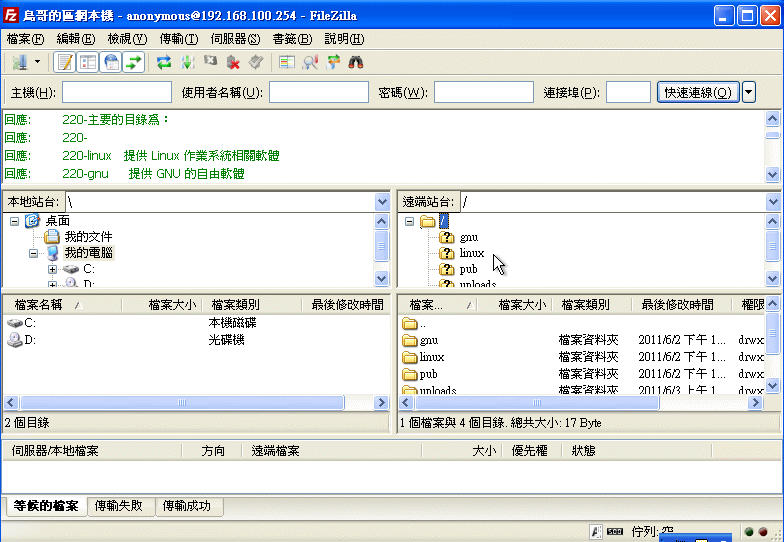 鳥哥的區網本機 - anonymous@192.168.100.254 - FileZilla
檔案(F) 編輯(E) 檢視(V) 傳輸(T) 伺服器(S) 書籤(B) 說明(H)
主機(H): 使用者名稱(U): 密碼(W): 連接埠(P): 快速連線(Q)
回應: 220-主要的目錄為：
回應: 220-
回應: 220-linux 提供 Linux 作業系統相關軟體
回應: 220-gnu 提供 GNU 的自由軟體
本地站台: \
桌面
我的文件
我的電腦
C:
D:
遠端站台: /
/
gnu
linux
pub
uploads
檔案名稱 檔案大小 檔案類別 最後修改時間
C: 本機磁碟
D: 光碟機
2 個目錄
檔案... 檔案大小 檔案類別 最後修改時間 權限
..
gnu 檔案資料夾 2011/6/2 下午 1... drwx
linux 檔案資料夾 2011/6/2 下午 1... drwx
pub 檔案資料夾 2011/6/2 下午 1... drwx
uploads 檔案資料夾 2011/6/3 上午 1... drwx
1 個檔案與 4 個目錄. 總共大小: 17 Byte
伺服器/本地檔案 方向 遠端檔案 大小 優先權 狀態
等候的檔案 傳輸失敗 傳輸成功
佇列: 空